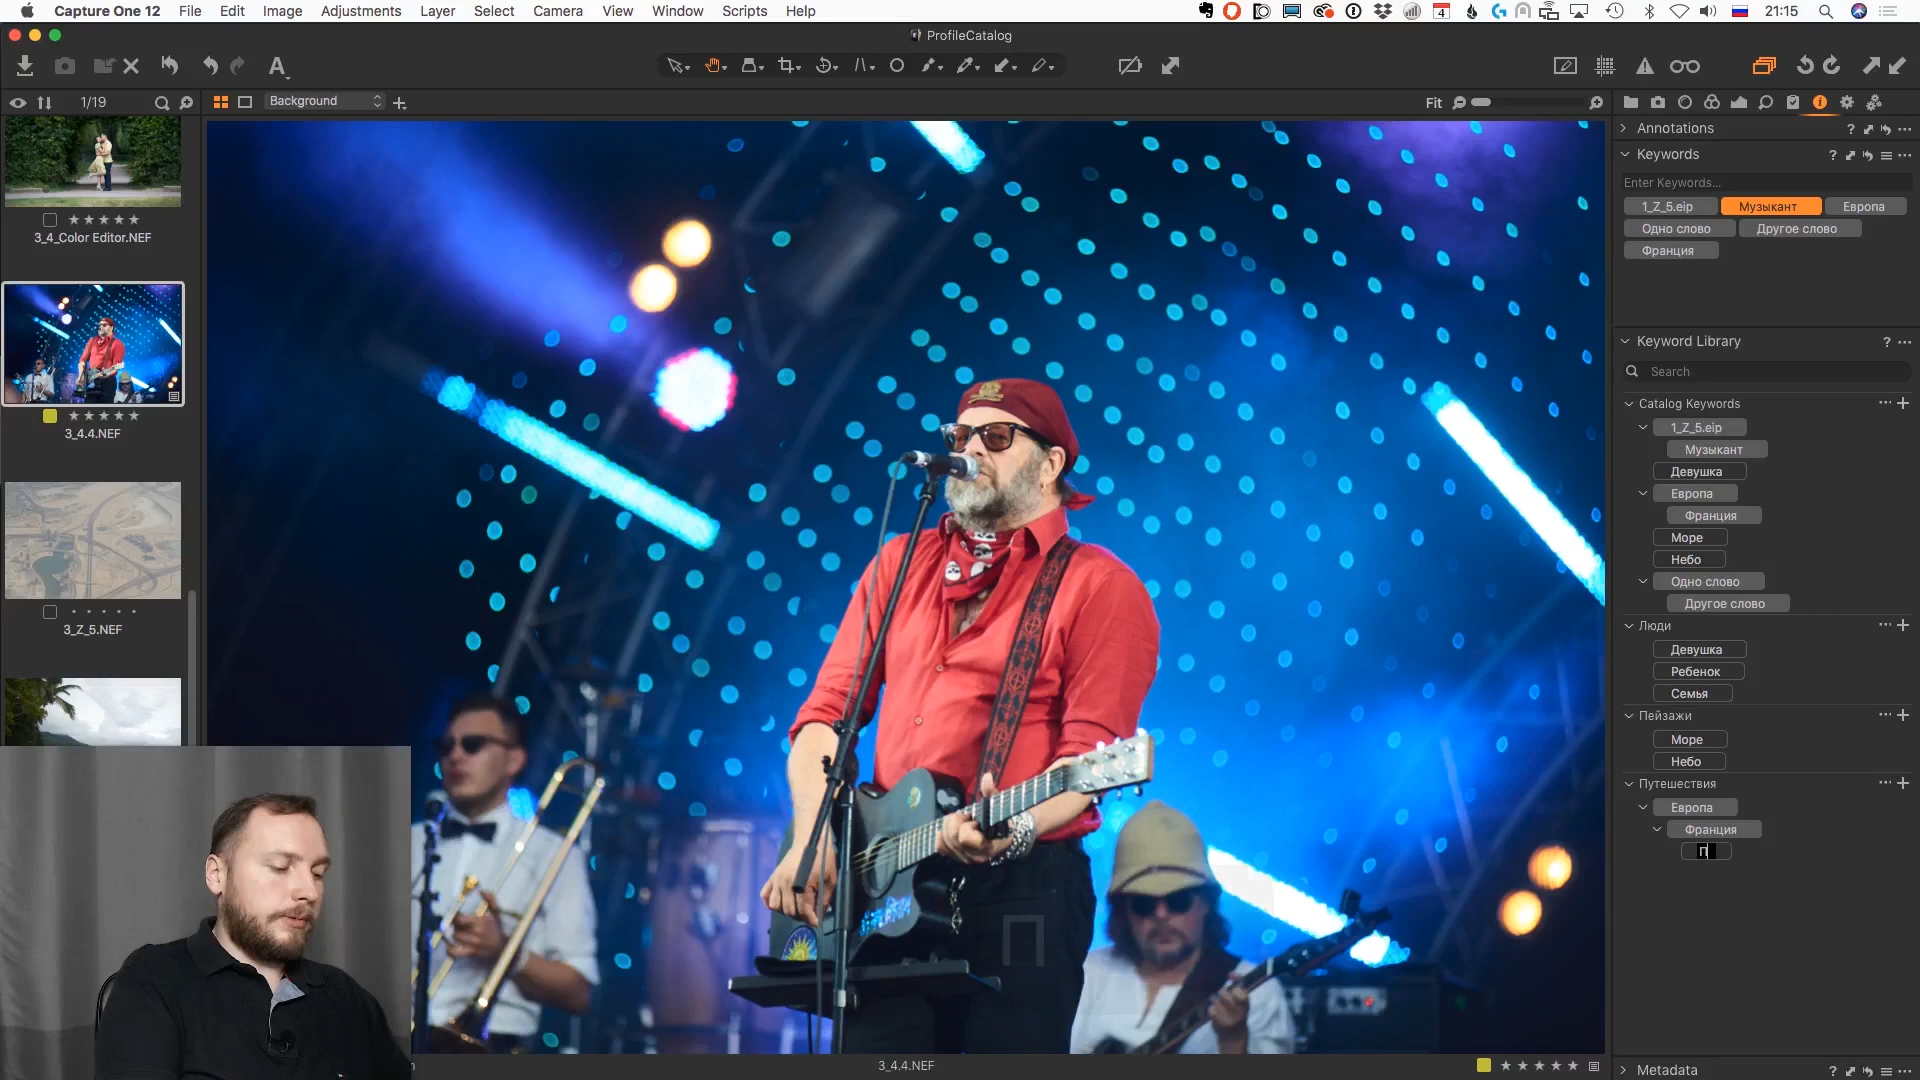 Capture One 12 File Edit Image Adjustments Layer Select Camera View Window Scripts Help 4 21:15
ProfileCatalog
A
1/19 Background Fit
3_4_Color Editor.NEF
3_4.4.NEF
3_Z_5.NEF
3_4.4.NEF
П
Annotations ? ...
Keywords ? ...
Enter Keywords...
1_Z_5.eip Музыкант Европа
Одно слово Другое слово
Франция
Keyword Library ? ...
Search
Catalog Keywords ... +
1_Z_5.eip
Музыкант
Девушка
Европа
Франция
Море
Небо
Одно слово
Другое слово
Люди ... +
Девушка
Ребенок
Семья
Пейзажи ... +
Море
Небо
Путешествия ... +
Европа
Франция
П
Metadata ? ...